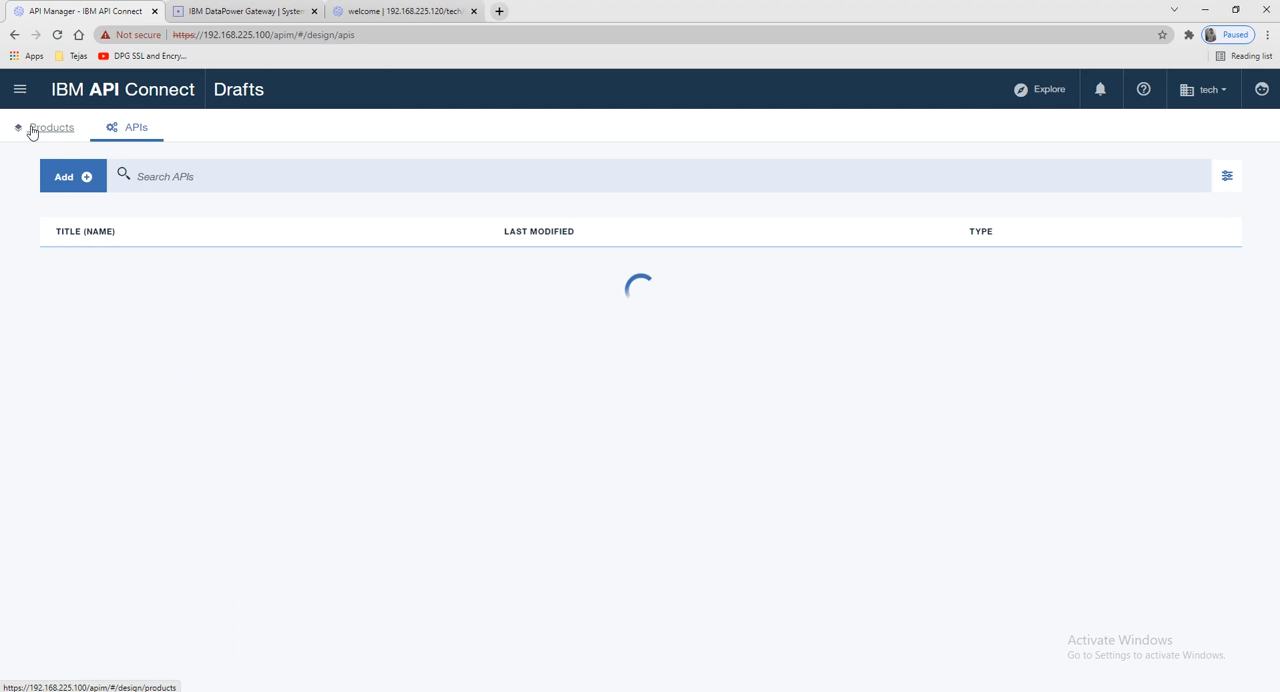 API Manager - IBM API Connect
IBM DataPower Gateway | System
welcome | 192.168.225.120/tech/
Not secure | https://192.168.225.100/apim/#/design/apis
Paused
Apps Tejas DPG SSL and Encry... Reading list
IBM API Connect Drafts Explore tech
Products APIs
Add Search APIs
TITLE (NAME) LAST MODIFIED TYPE
Activate Windows
Go to Settings to activate Windows.
https://192.168.225.100/apim/#/design/products